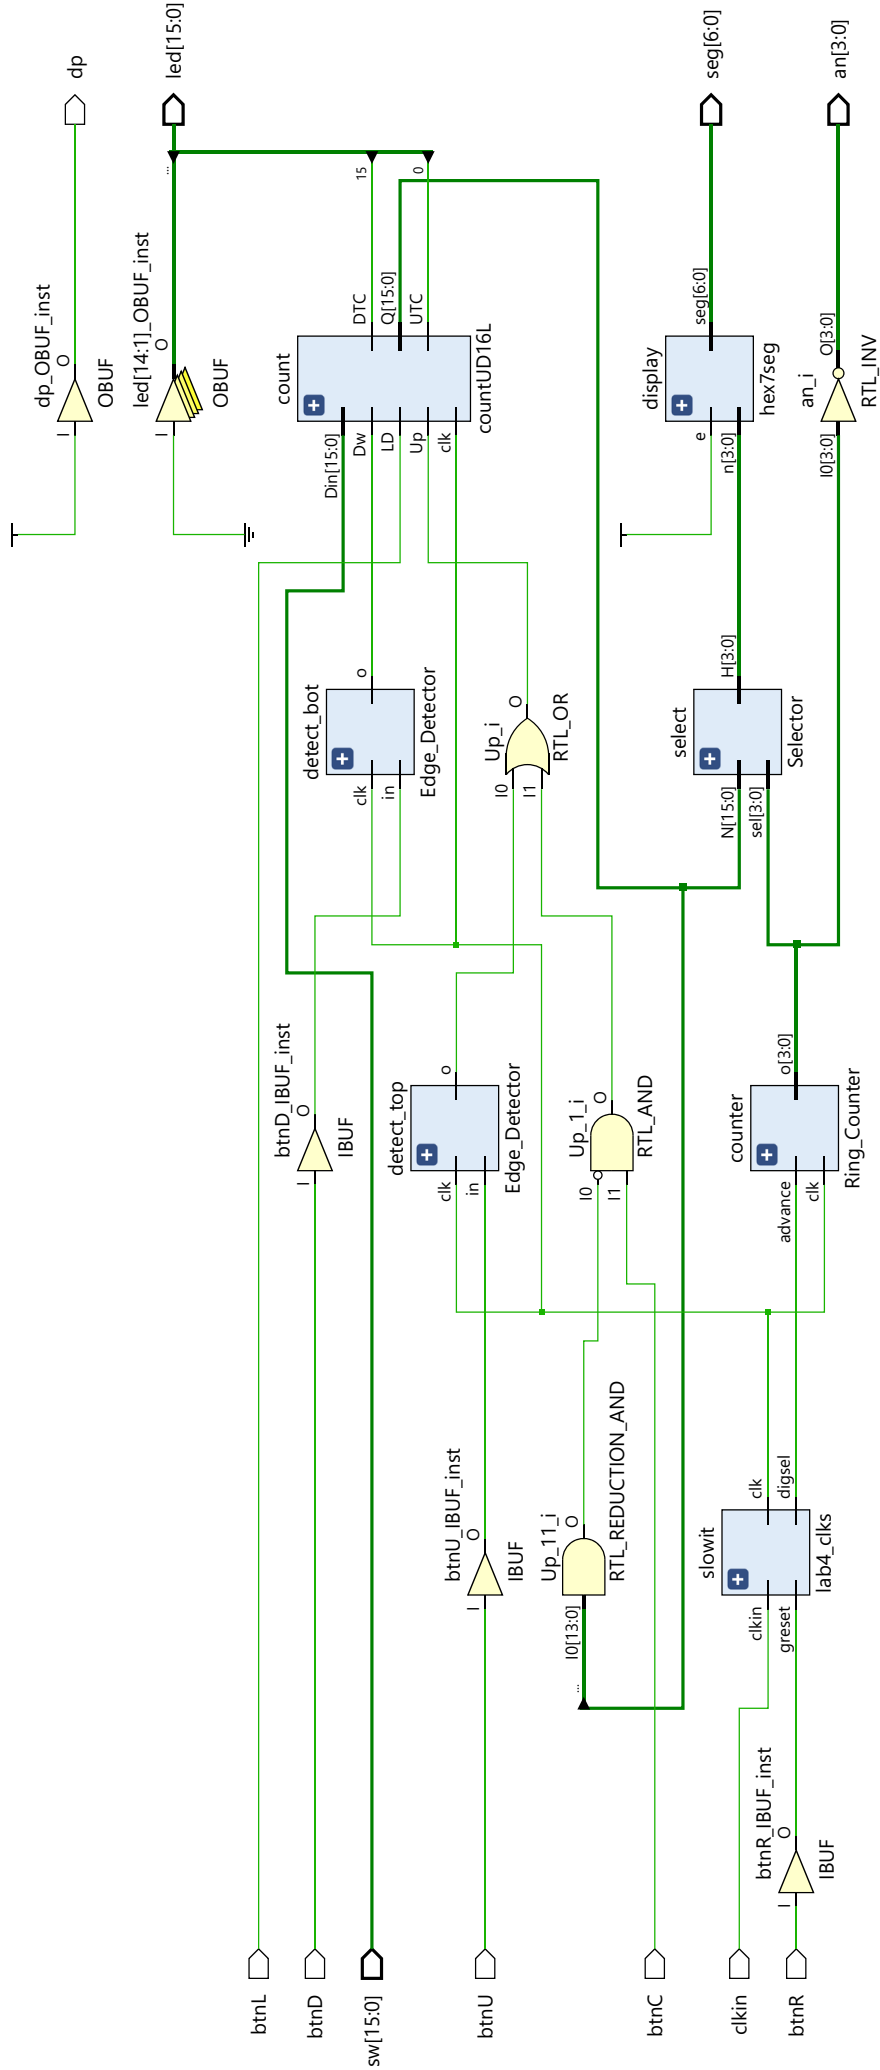 btnL
btnD
sw[15:0]
btnU
btnC
clkin
btnR
btnR_IBUF_inst
I
O
IBUF
slowit
clkin
greset
clk
digsel
lab4_clks
btnU_IBUF_inst
I
O
IBUF
Up_11_i
...
I0[13:0]
O
RTL_REDUCTION_AND
btnD_IBUF_inst
I
O
IBUF
detect_top
clk
in
o
Edge_Detector
Up_1_i
I0
I1
O
RTL_AND
counter
advance
clk
o[3:0]
Ring_Counter
detect_bot
clk
in
o
Edge_Detector
Up_i
I0
I1
O
RTL_OR
select
N[15:0]
sel[3:0]
H[3:0]
Selector
dp_OBUF_inst
I
O
OBUF
led[14:1]_OBUF_inst
I
O
OBUF
count
Din[15:0]
Dw
LD
Up
clk
DTC
Q[15:0]
UTC
countUD16L
display
e
n[3:0]
seg[6:0]
hex7seg
an_i
I0[3:0]
O[3:0]
RTL_INV
...
15
0
dp
led[15:0]
seg[6:0]
an[3:0]